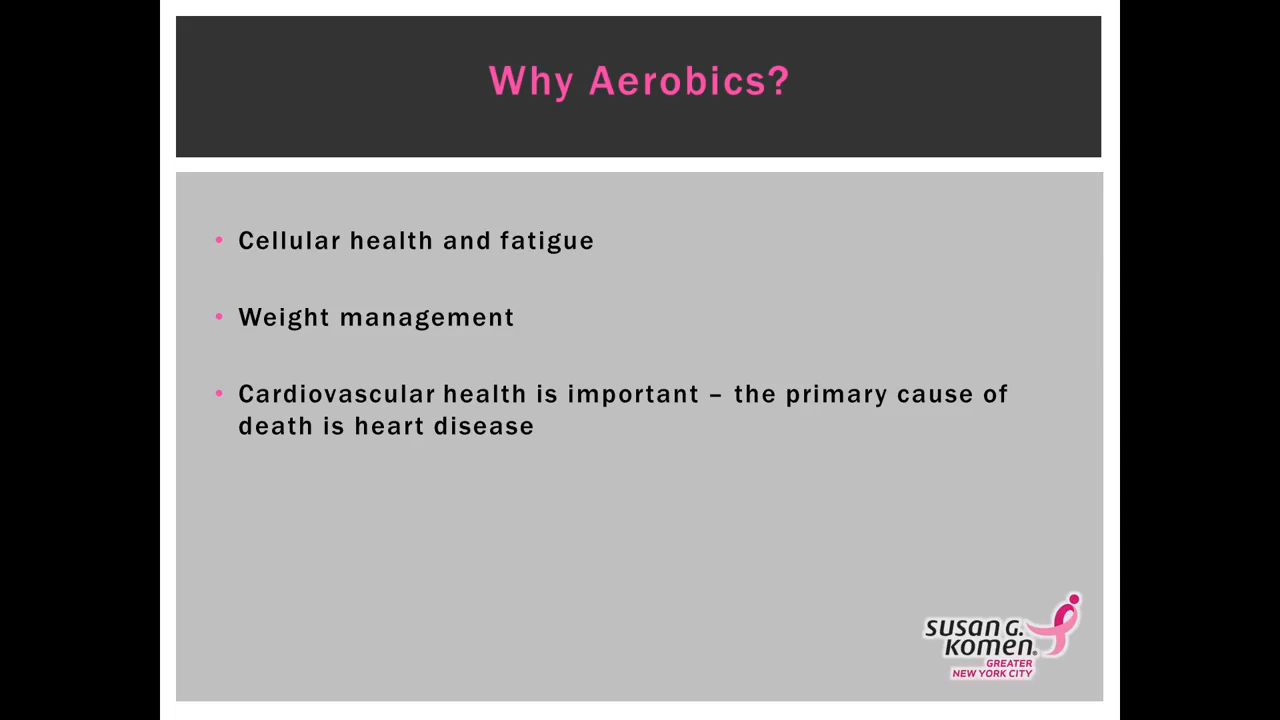 Why Aerobics?
• Cellular health and fatigue
• Weight management
• Cardiovascular health is important – the primary cause of
death is heart disease
susan G.
komen®
GREATER
NEW YORK CITY